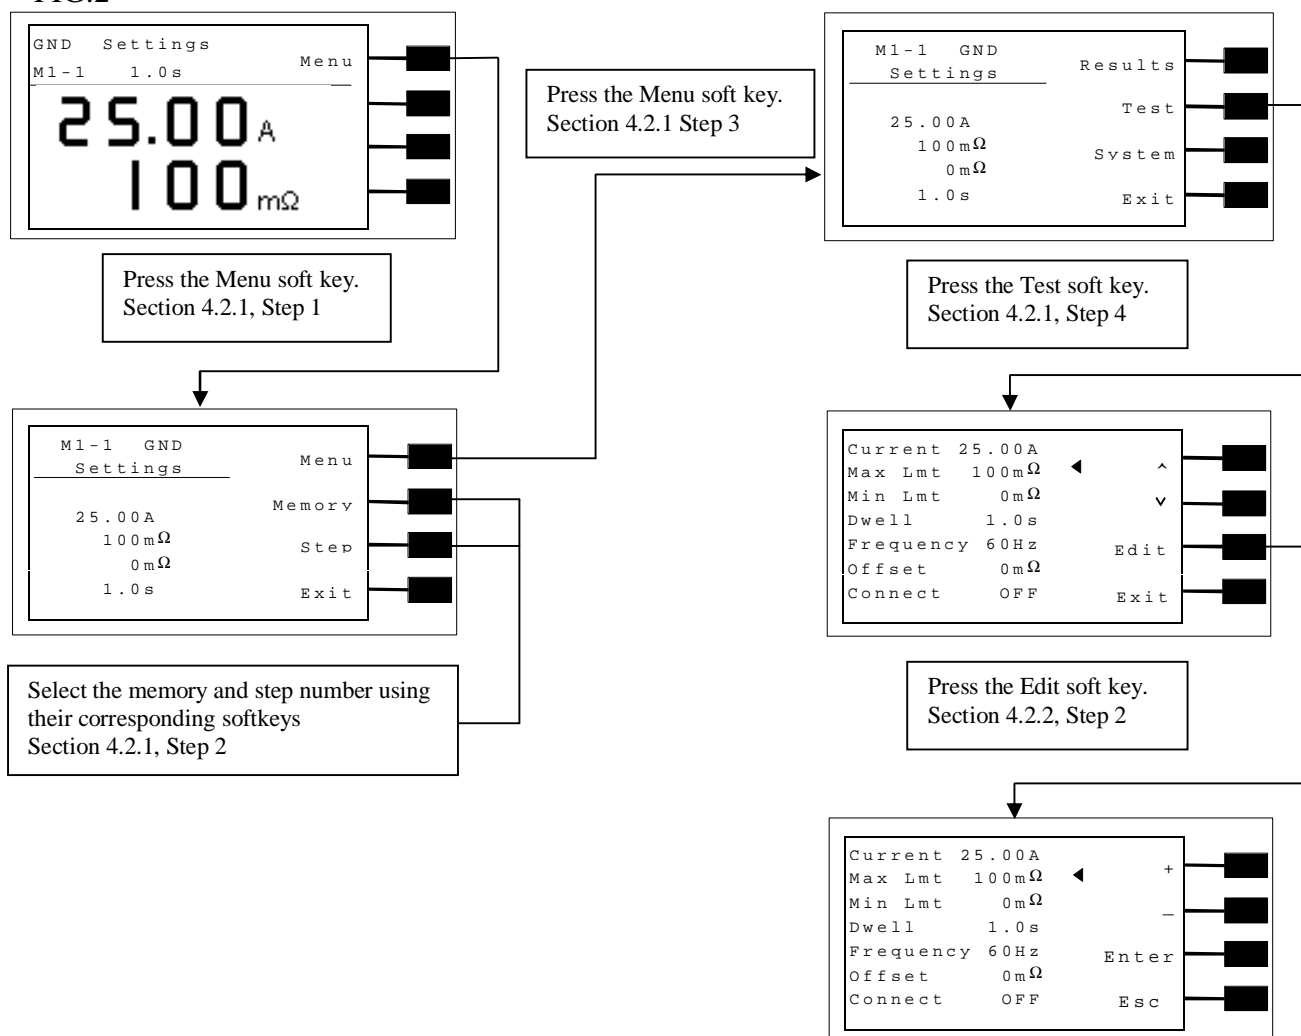 FIG.2
GND Settings
M1-1 1.0s
Menu
25.00A
100mΩ
Press the Menu soft key.
Section 4.2.1, Step 1
Press the Menu soft key.
Section 4.2.1 Step 3
M1-1 GND
Settings
25.00A
100mΩ
0mΩ
1.0s
Results
Test
System
Exit
Press the Test soft key.
Section 4.2.1, Step 4
M1-1 GND
Settings
25.00A
100mΩ
0mΩ
1.0s
Menu
Memory
Step
Exit
Select the memory and step number using
their corresponding softkeys
Section 4.2.1, Step 2
Current 25.00A
Max Lmt 100mΩ ◀
Min Lmt 0mΩ
Dwell 1.0s
Frequency 60Hz
Offset 0mΩ
Connect OFF
^
v
Edit
Exit
Press the Edit soft key.
Section 4.2.2, Step 2
Current 25.00A
Max Lmt 100mΩ ◀
Min Lmt 0mΩ
Dwell 1.0s
Frequency 60Hz
Offset 0mΩ
Connect OFF
+
–
Enter
Esc